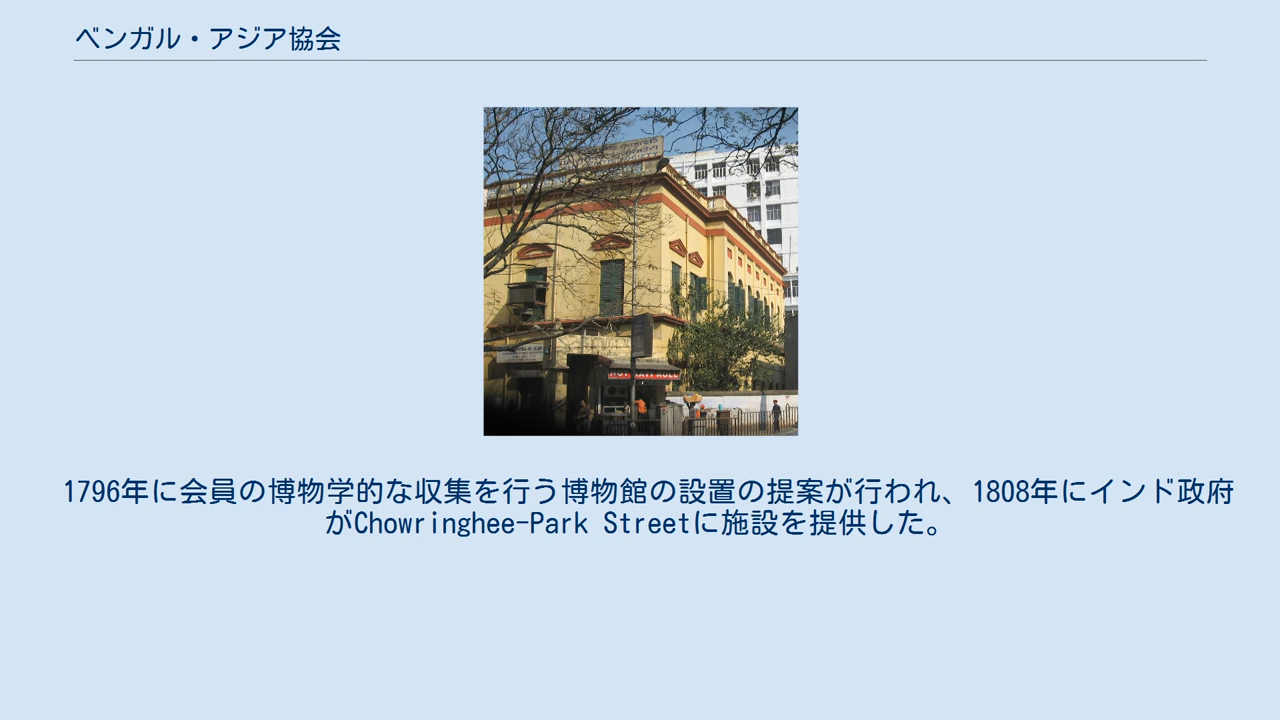 ベンガル・アジア協会
1796年に会員の博物学的な収集を行う博物館の設置の提案が行われ、1808年にインド政府
がChowringhee-Park Streetに施設を提供した。